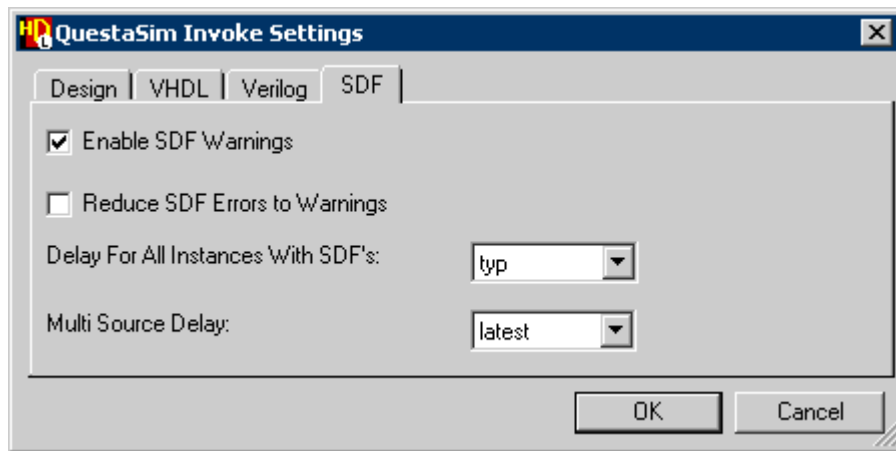 HD L QuestaSim Invoke Settings
Design VHDL Verilog SDF
Enable SDF Warnings
Reduce SDF Errors to Warnings
Delay For All Instances With SDF's: typ
Multi Source Delay: latest
OK Cancel